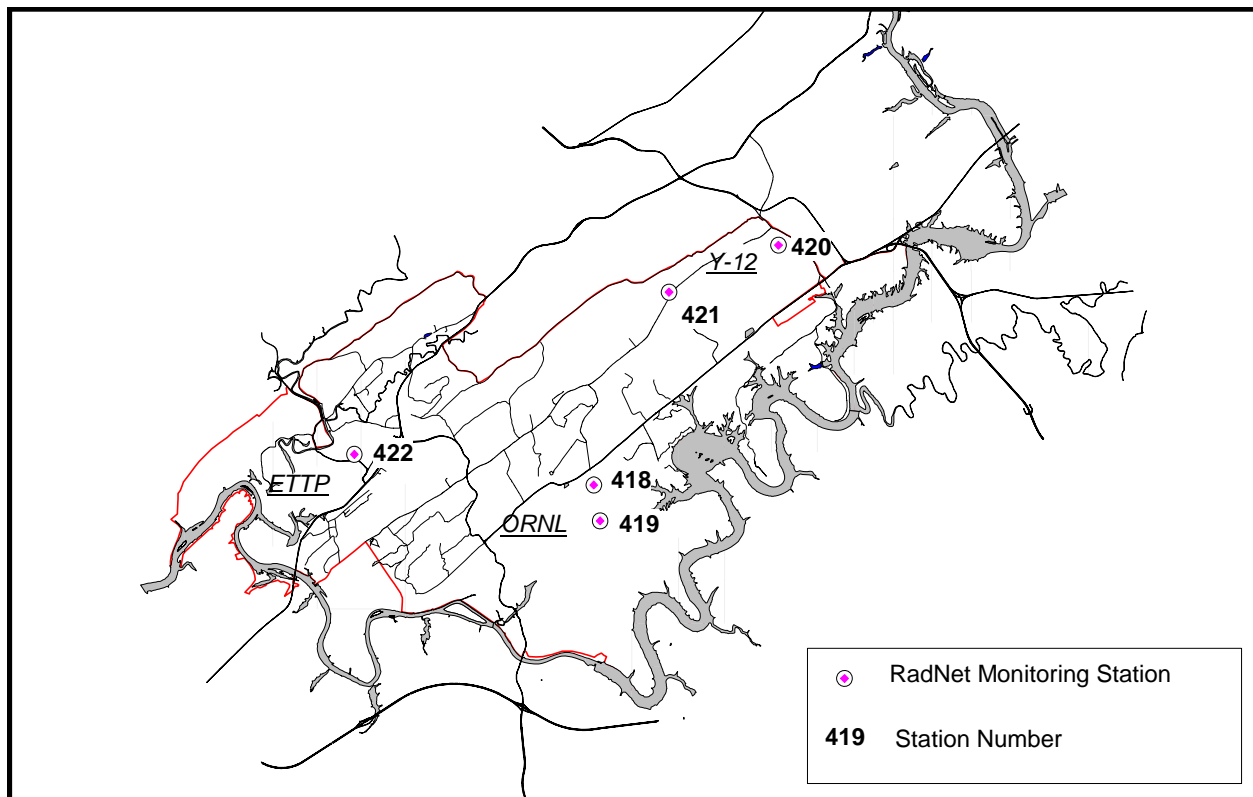 420
Y-12
421
422
ETTP
418
ORNL
419
RadNet Monitoring Station
419 Station Number